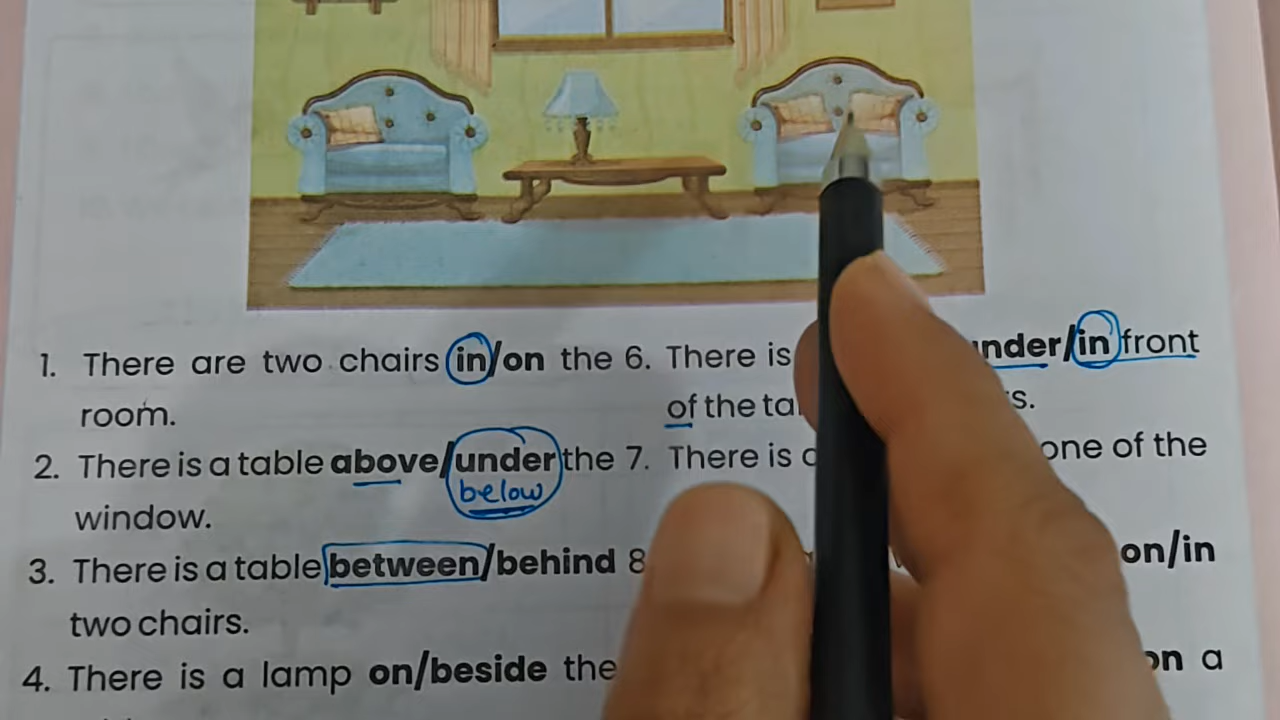 1. There are two chairs in/on the
room.
2. There is a table above/under the
below
window.
3. There is a table between/behind
two chairs.
4. There is a lamp on/beside the
6. There is under/in front
of the
7. There is one of the
8
on/in
on a